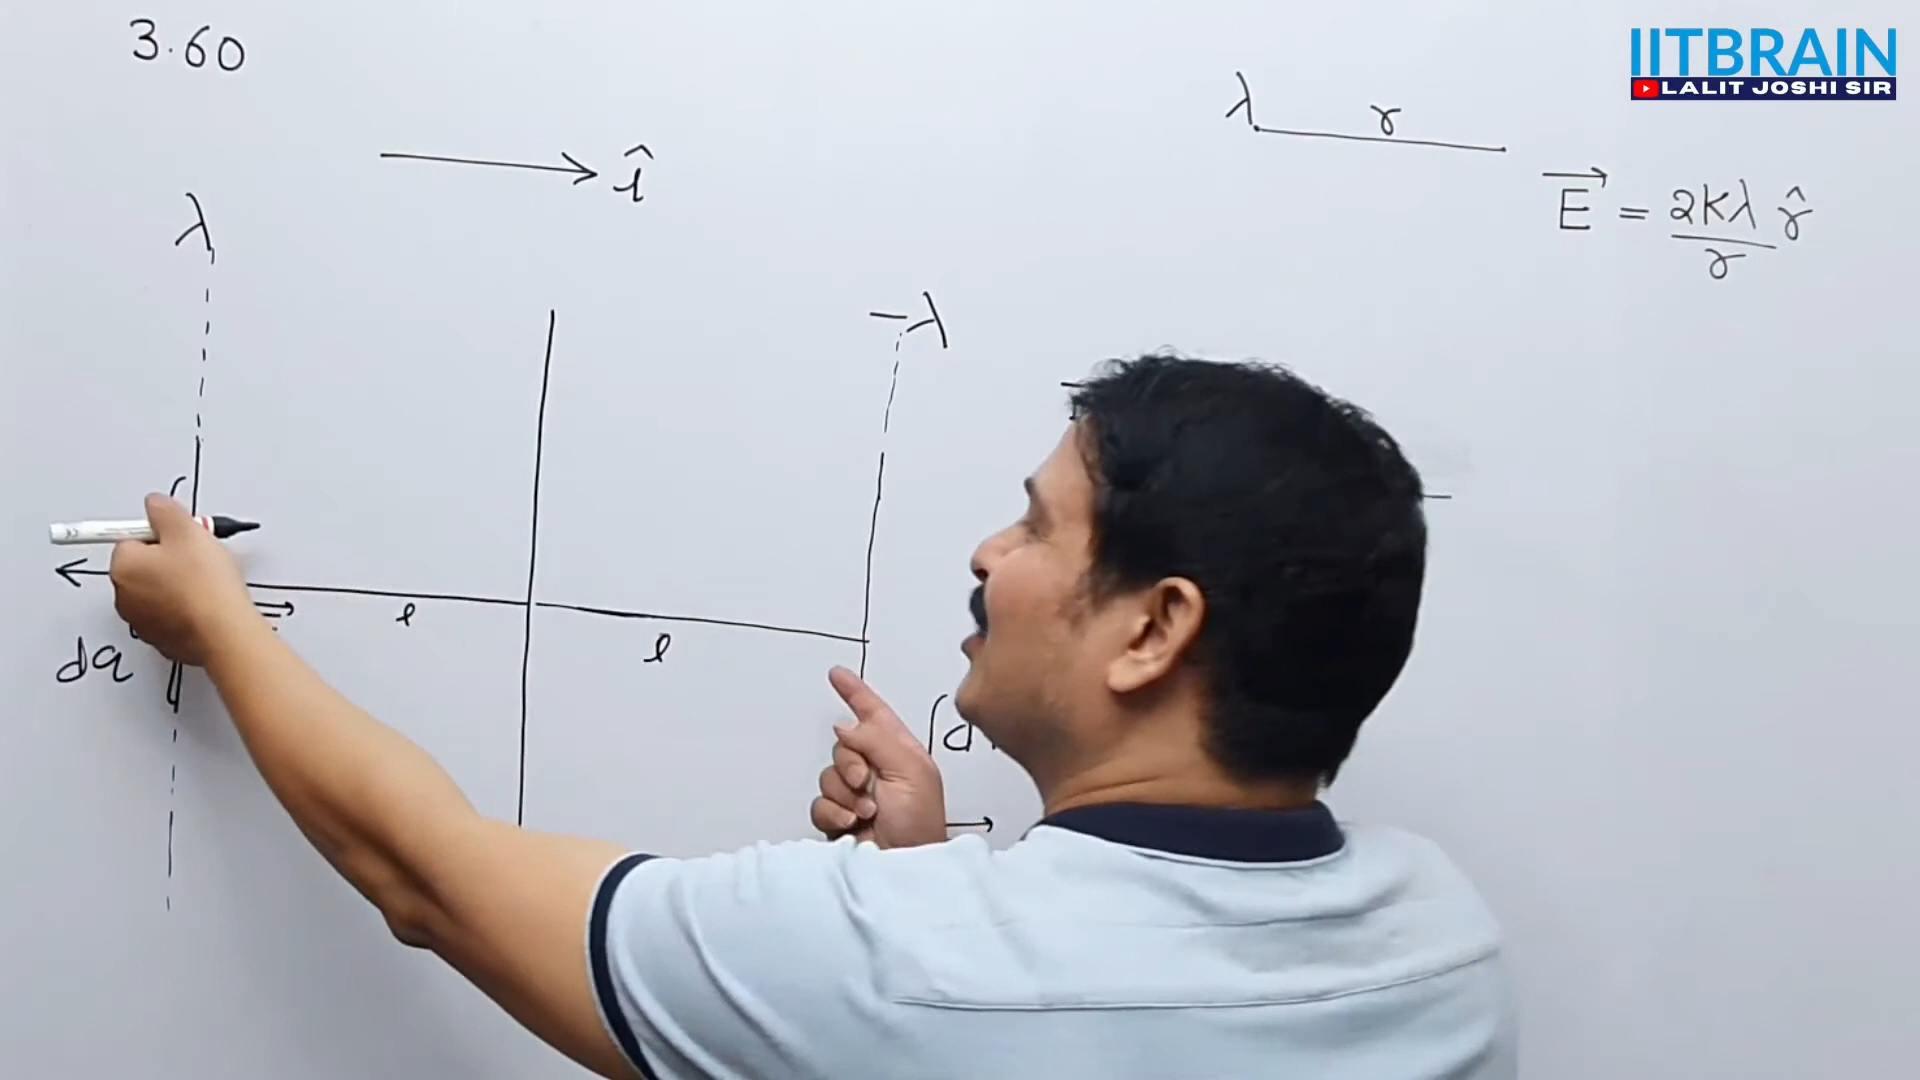 3.60
IITBRAIN
LALIT JOSHI SIR
λ r
î
E⃗ = 2Kλ/r r̂
λ
-λ
l
l
dq